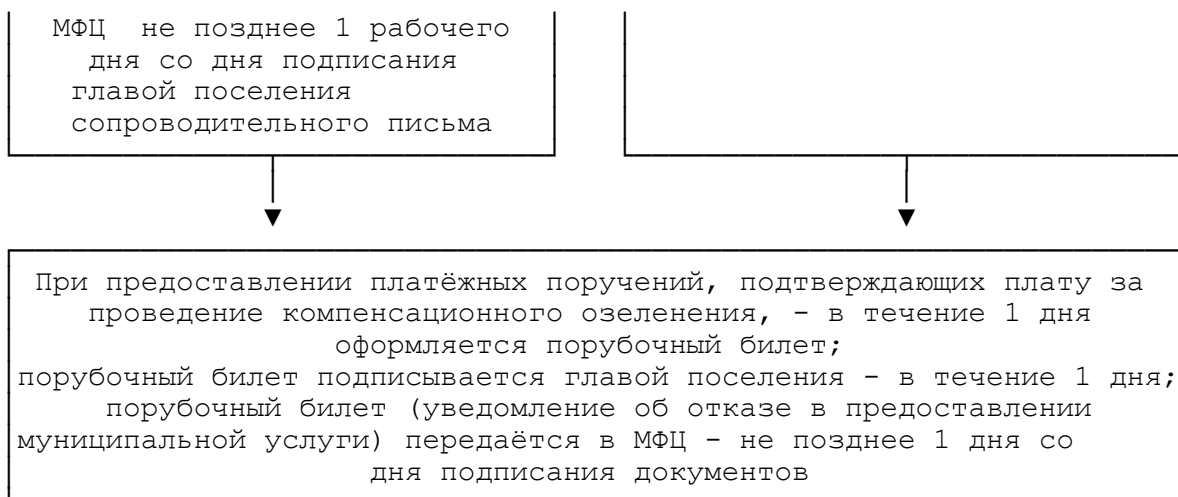 МФЦ не позднее 1 рабочего
дня со дня подписания
главой поселения
сопроводительного письма
При предоставлении платёжных поручений, подтверждающих плату за
проведение компенсационного озеленения, - в течение 1 дня
оформляется порубочный билет;
порубочный билет подписывается главой поселения - в течение 1 дня;
порубочный билет (уведомление об отказе в предоставлении
муниципальной услуги) передаётся в МФЦ - не позднее 1 дня со
дня подписания документов